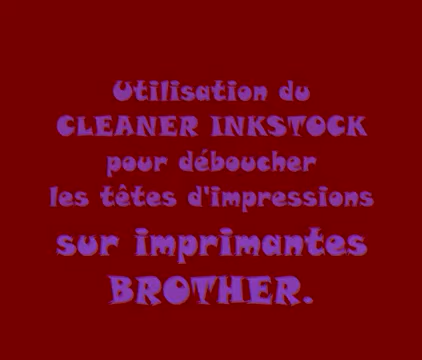 Utilisation du
CLEANER INKSTOCK
pour déboucher
les têtes d'impressions
sur imprimantes
BROTHER.